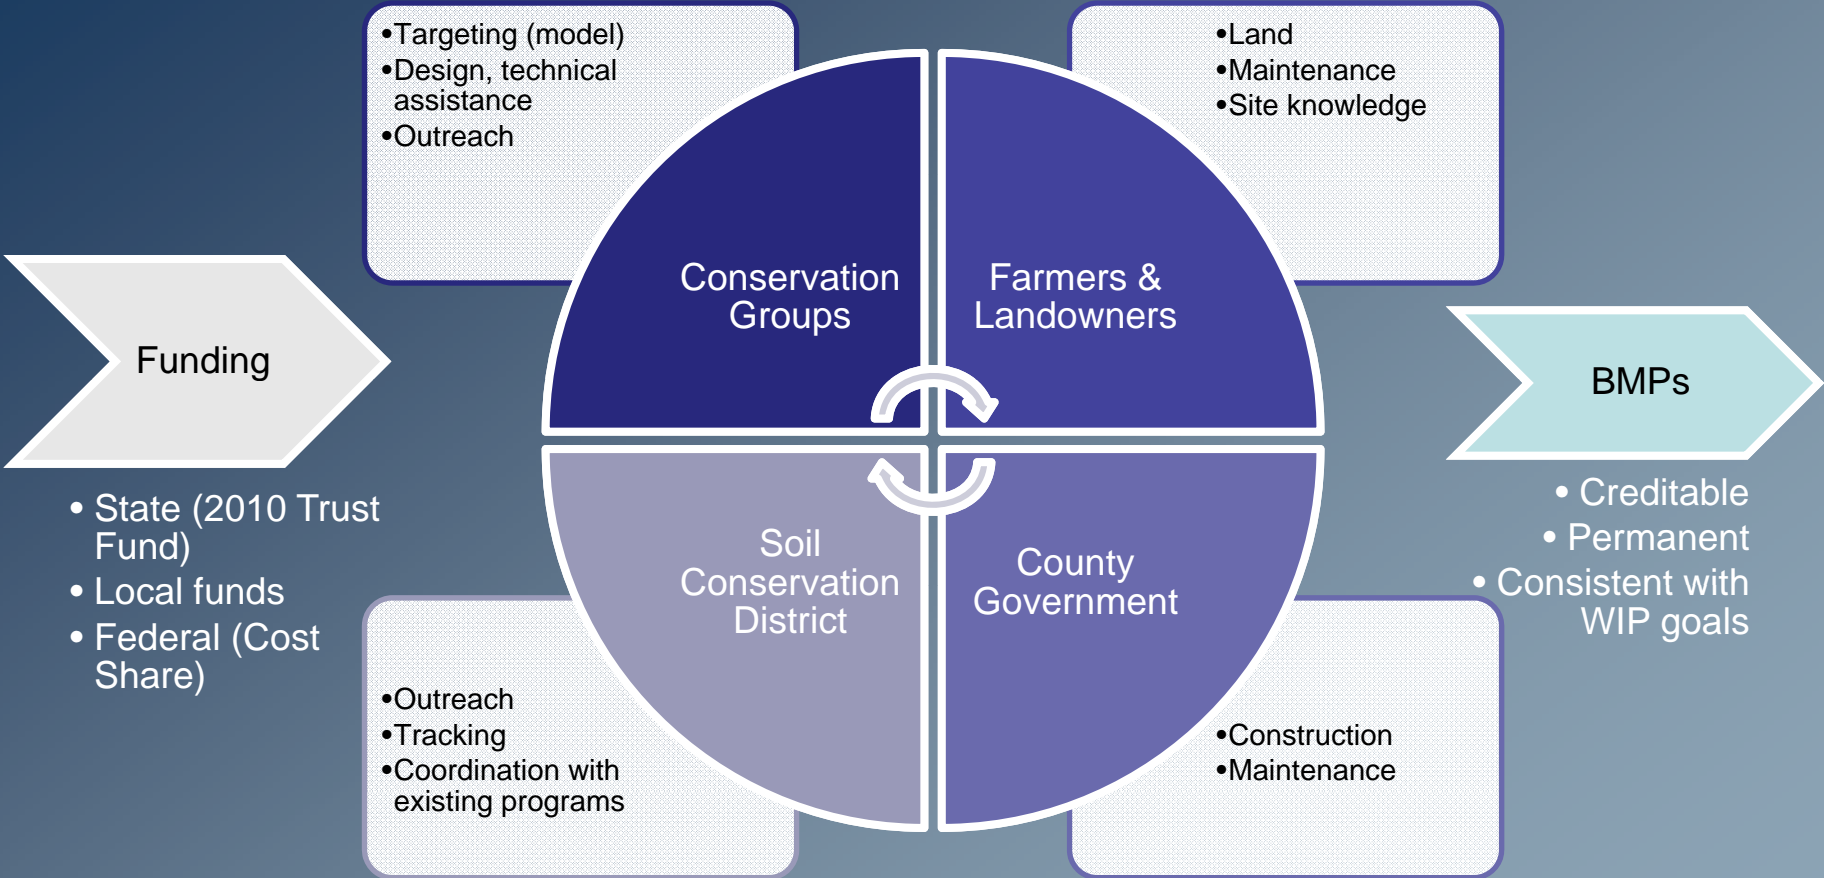 •Targeting (model)
•Design, technical
assistance
•Outreach
•Land
•Maintenance
•Site knowledge
Conservation
Groups
Farmers &
Landowners
Funding
• State (2010 Trust
Fund)
• Local funds
• Federal (Cost
Share)
BMPs
• Creditable
• Permanent
• Consistent with
WIP goals
Soil
Conservation
District
County
Government
•Outreach
•Tracking
•Coordination with
existing programs
•Construction
•Maintenance